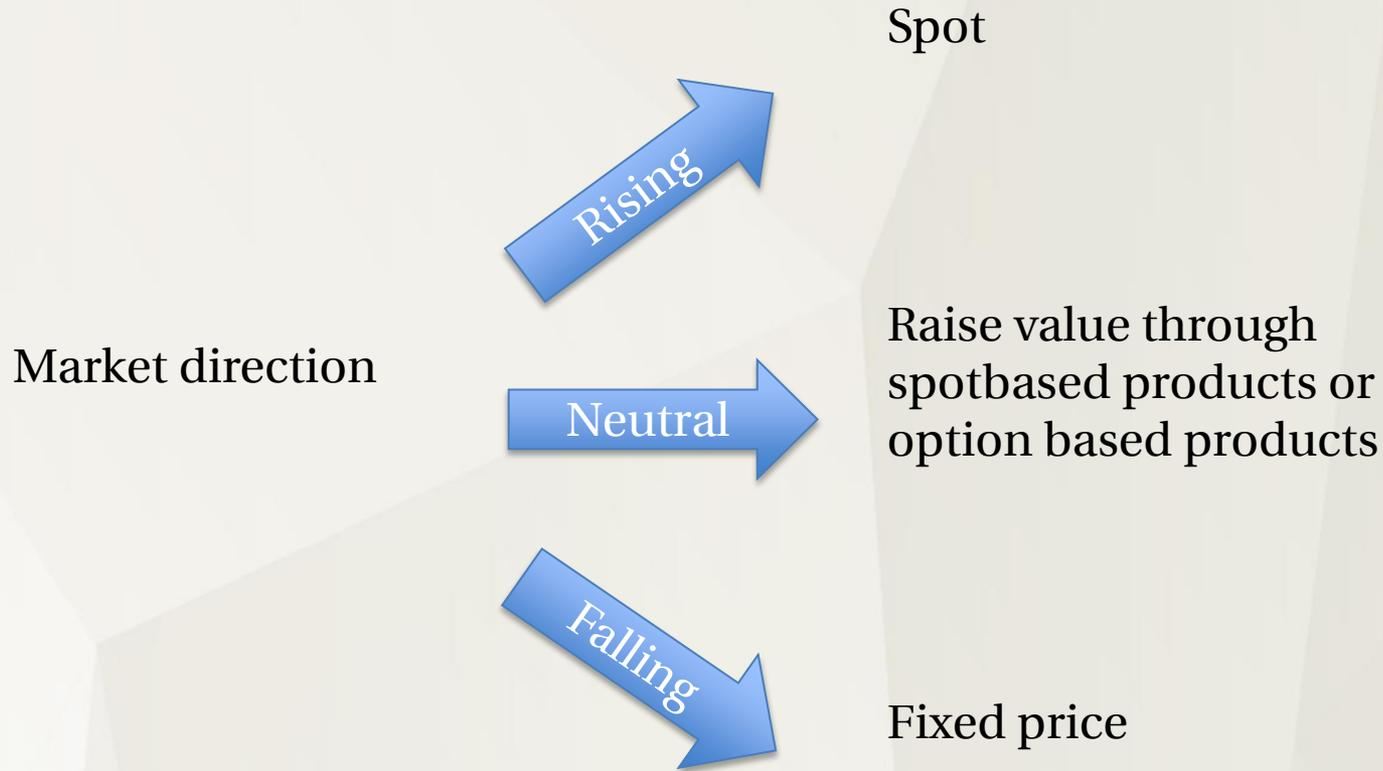 Spot
Rising
Market direction
Raise value through
spotbased products or
option based products
Neutral
Falling
Fixed price